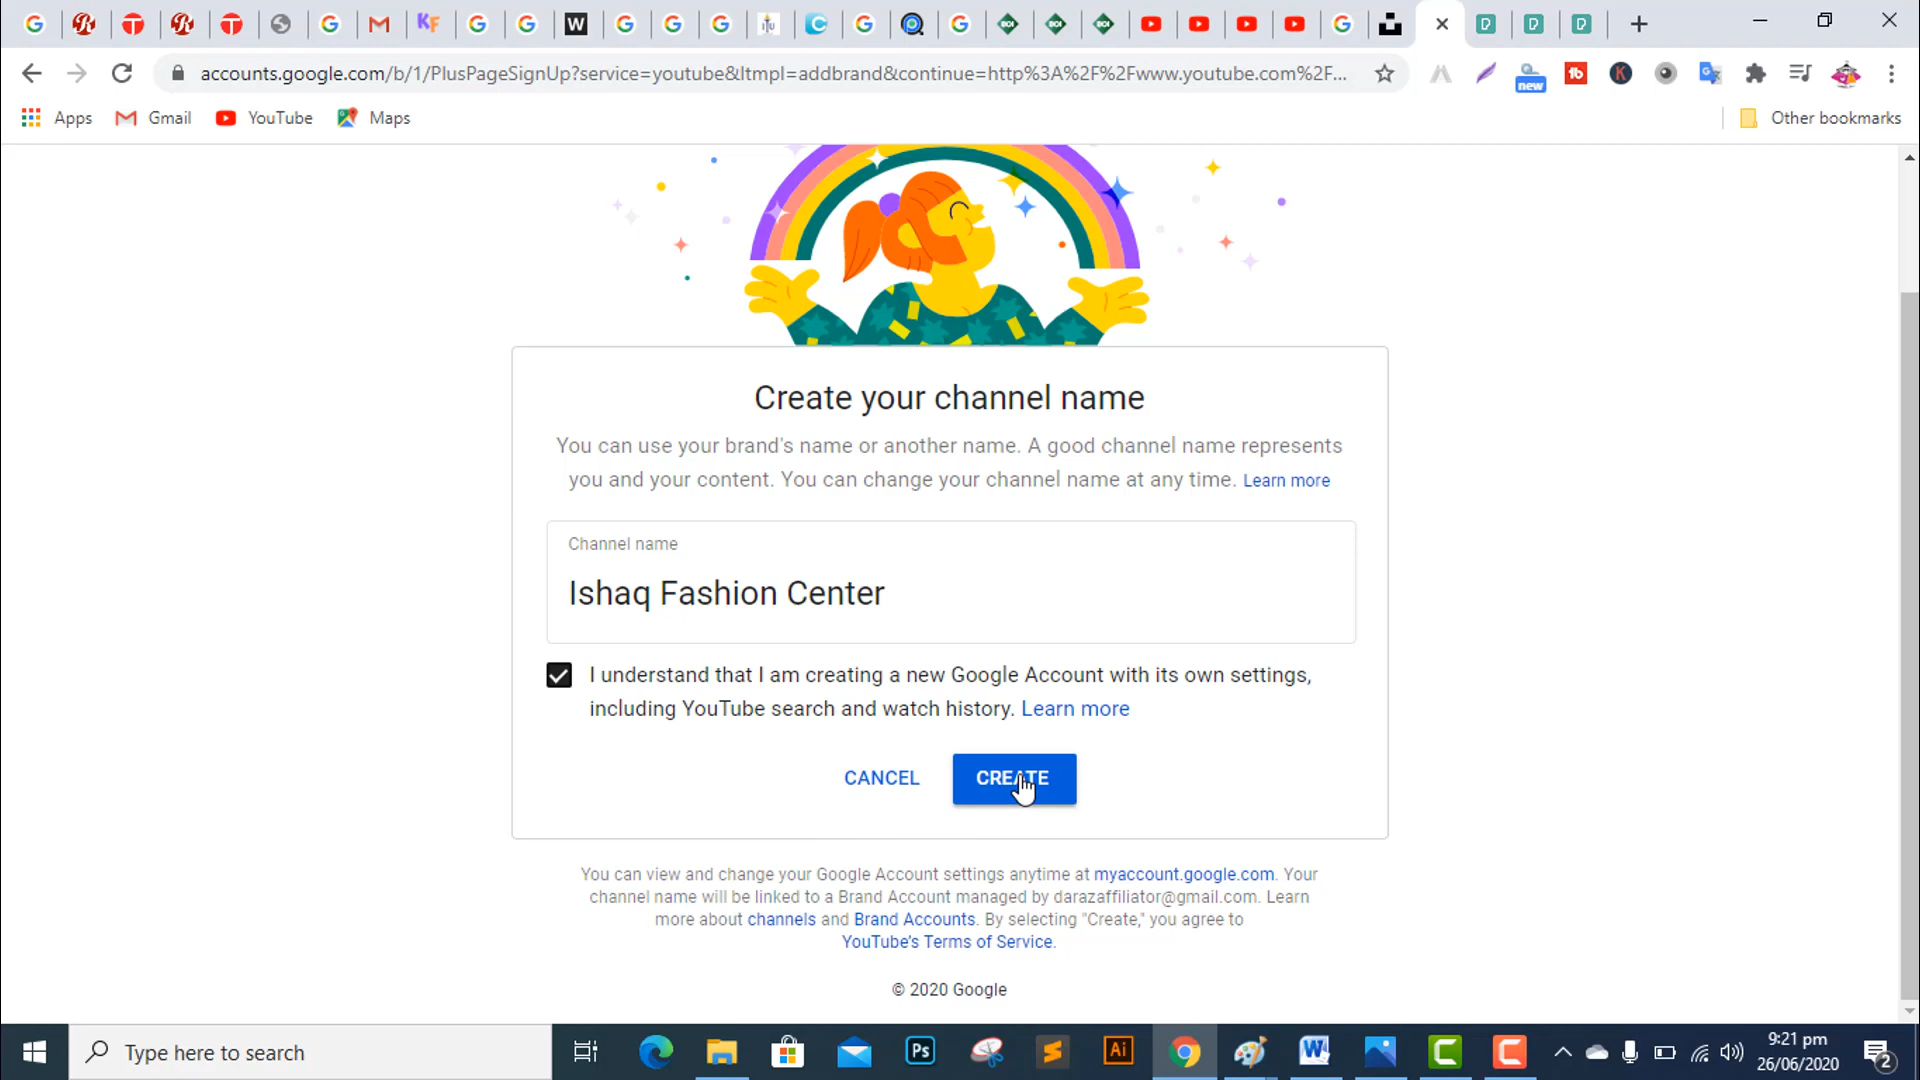 accounts.google.com/b/1/PlusPageSignUp?service=youtube&ltmpl=addbrand&continue=http%3A%2F%2Fwww.youtube.com%2F...
new
Apps
Gmail
YouTube
Maps
Other bookmarks
Create your channel name
You can use your brand's name or another name. A good channel name represents
you and your content. You can change your channel name at any time. Learn more
Channel name
Ishaq Fashion Center
I understand that I am creating a new Google Account with its own settings,
including YouTube search and watch history. Learn more
CANCEL
CREATE
You can view and change your Google Account settings anytime at myaccount.google.com. Your
channel name will be linked to a Brand Account managed by darazaffiliator@gmail.com. Learn
more about channels and Brand Accounts. By selecting "Create," you agree to
YouTube's Terms of Service.
© 2020 Google
Type here to search
Ps
Ai
9:21 pm
26/06/2020
2